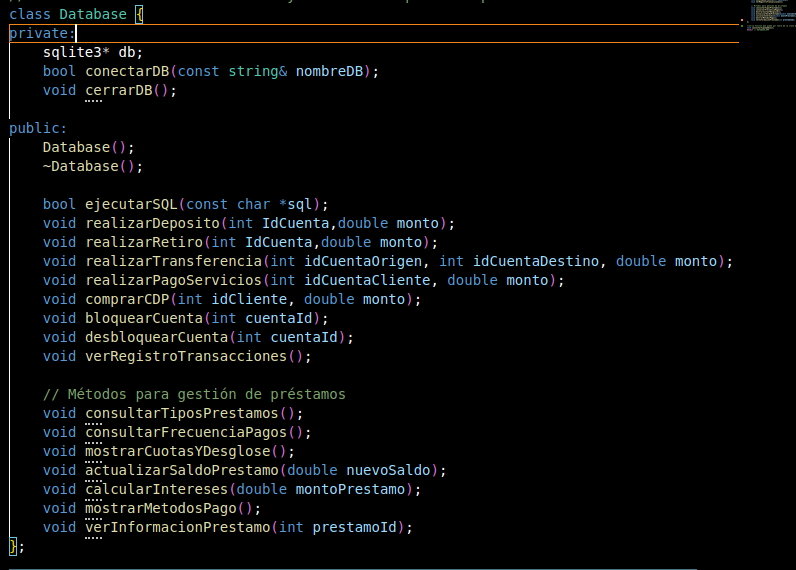 class Database {
private:
    sqlite3* db;
    bool conectarDB(const string& nombreDB);
    void cerrarDB();
public:
    Database();
    ~Database();
    bool ejecutarSQL(const char *sql);
    void realizarDeposito(int IdCuenta,double monto);
    void realizarRetiro(int IdCuenta,double monto);
    void realizarTransferencia(int idCuentaOrigen, int idCuentaDestino, double monto);
    void realizarPagoServicios(int idCuentaCliente, double monto);
    void comprarCDP(int idCliente, double monto);
    void bloquearCuenta(int cuentaId);
    void desbloquearCuenta(int cuentaId);
    void verRegistroTransacciones();
    // Métodos para gestión de préstamos
    void consultarTiposPrestamos();
    void consultarFrecuenciaPagos();
    void mostrarCuotasYDesglose();
    void actualizarSaldoPrestamo(double nuevoSaldo);
    void calcularIntereses(double montoPrestamo);
    void mostrarMetodosPago();
    void verInformacionPrestamo(int prestamoId);
};